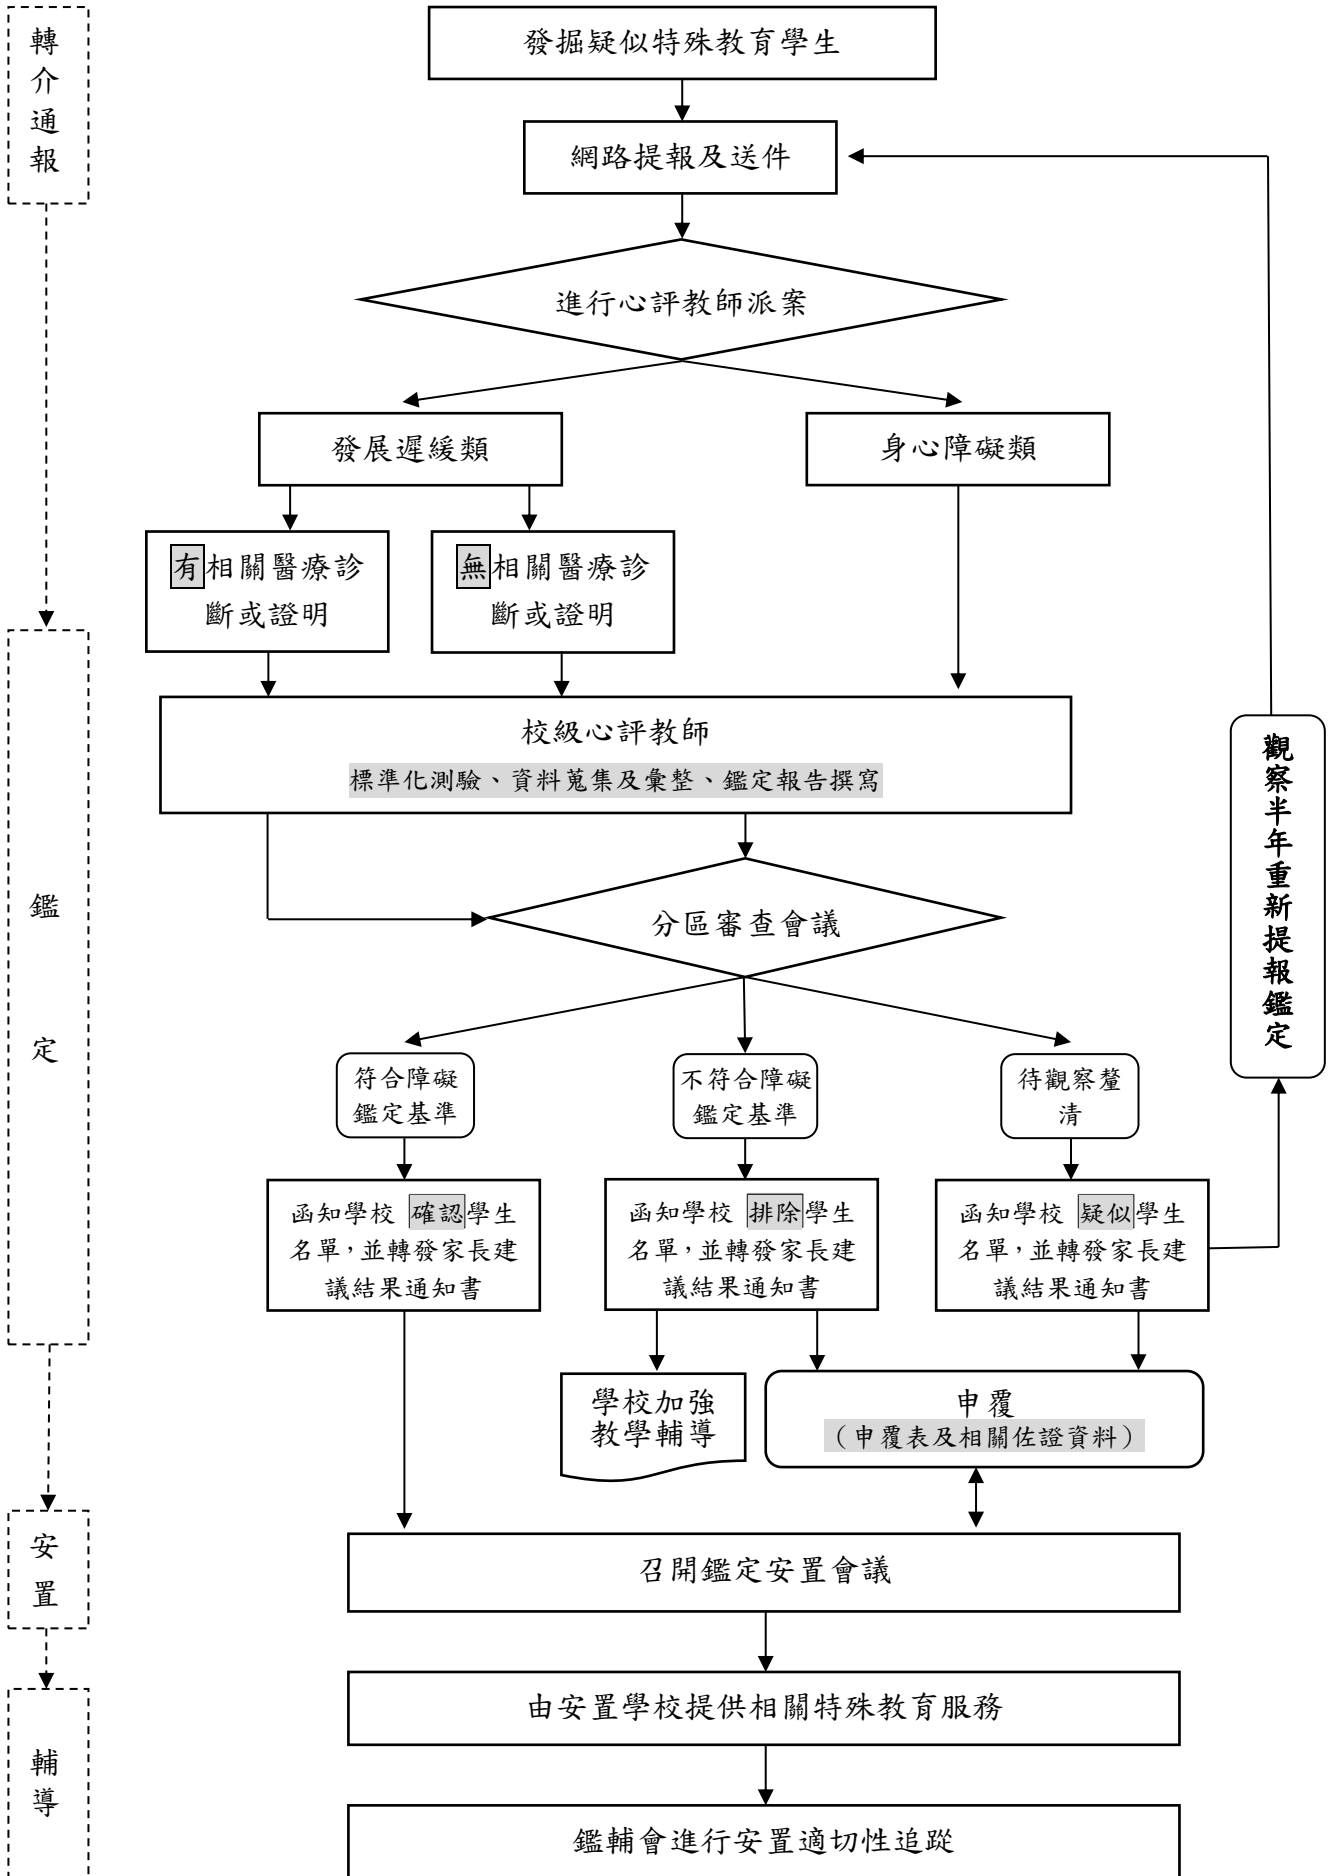 轉介通報
發掘疑似特殊教育學生
網路提報及送件
進行心評教師派案
發展遲緩類
身心障礙類
有相關醫療診
斷或證明
無相關醫療診
斷或證明
鑑定
校級心評教師
標準化測驗、資料蒐集及彙整、鑑定報告撰寫
觀察半年重新提報鑑定
分區審查會議
符合障礙
鑑定基準
不符合障礙
鑑定基準
待觀察釐
清
函知學校 確認學生
名單，並轉發家長建
議結果通知書
函知學校 排除學生
名單，並轉發家長建
議結果通知書
函知學校 疑似學生
名單，並轉發家長建
議結果通知書
學校加強
教學輔導
申覆
（申覆表及相關佐證資料）
安置
召開鑑定安置會議
輔導
由安置學校提供相關特殊教育服務
鑑輔會進行安置適切性追蹤